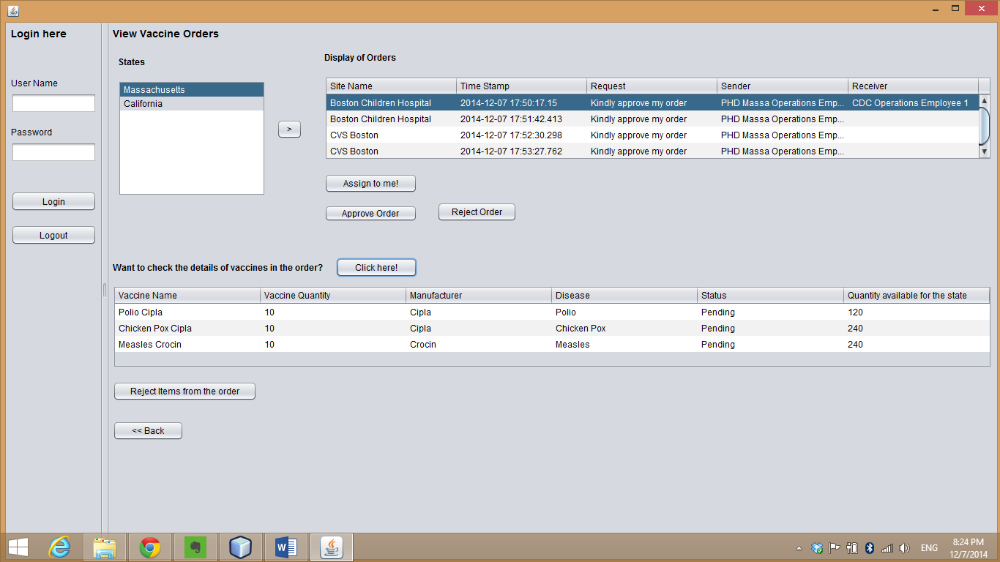 Login here
User Name
Password
Login
Logout
View Vaccine Orders
States
Massachusetts
California
>
Display of Orders
Site Name Time Stamp Request Sender Receiver
Boston Children Hospital 2014-12-07 17:50:17.15 Kindly approve my order PHD Massa Operations Emp... CDC Operations Employee 1
Boston Children Hospital 2014-12-07 17:51:42.413 Kindly approve my order PHD Massa Operations Emp...
CVS Boston 2014-12-07 17:52:30.298 Kindly approve my order PHD Massa Operations Emp...
CVS Boston 2014-12-07 17:53:27.762 Kindly approve my order PHD Massa Operations Emp...
Assign to me!
Approve Order Reject Order
Want to check the details of vaccines in the order? Click here!
Vaccine Name Vaccine Quantity Manufacturer Disease Status Quantity available for the state
Polio Cipla 10 Cipla Polio Pending 120
Chicken Pox Cipla 10 Cipla Chicken Pox Pending 240
Measles Crocin 10 Crocin Measles Pending 240
Reject Items from the order
<< Back
ENG
8:24 PM
12/7/2014